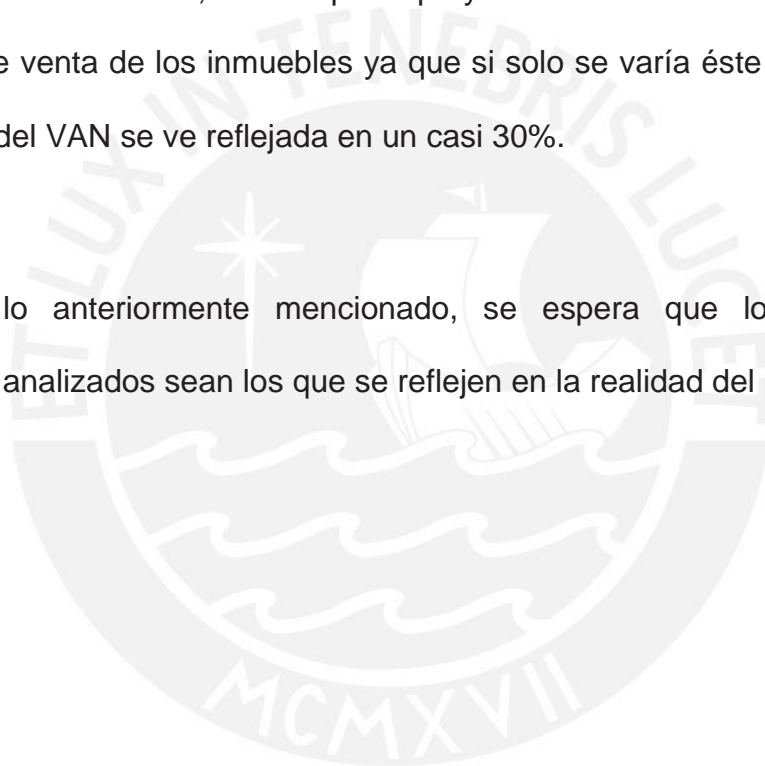 e venta de los inmuebles ya que si solo se varía éste
del VAN se ve reflejada en un casi 30%.
lo anteriormente mencionado, se espera que lo
analizados sean los que se reflejen en la realidad del
ET LUX IN TENEBRIS LUCET
MCMXVII